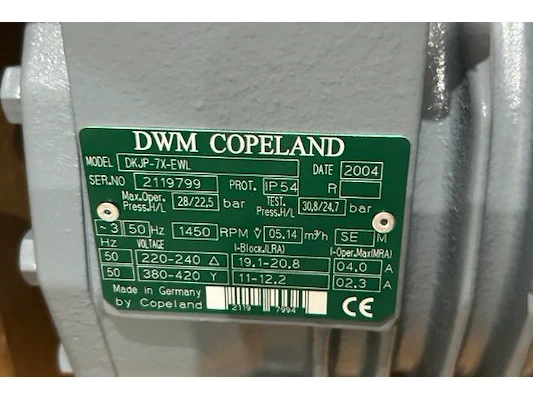 DWM COPELAND
MODEL DKJP-7X-EWL DATE 2004
SER.NO 2119799 PROT. IP54 R
Max.Oper. Press.H/L 28/22,5 bar TEST. Press.H/L 30,8/24,7 bar
~3 50 Hz 1450 RPM V̇ 05.14 m³/h SE M
Hz VOLTAGE I-Block.(LRA) I-Oper.Max(MRA)
50 220-240 △ 19.1-20.8 04.0 A
50 380-420 Y 11-12.2 02.3 A
Made in Germany
by Copeland 2119 7994 CE